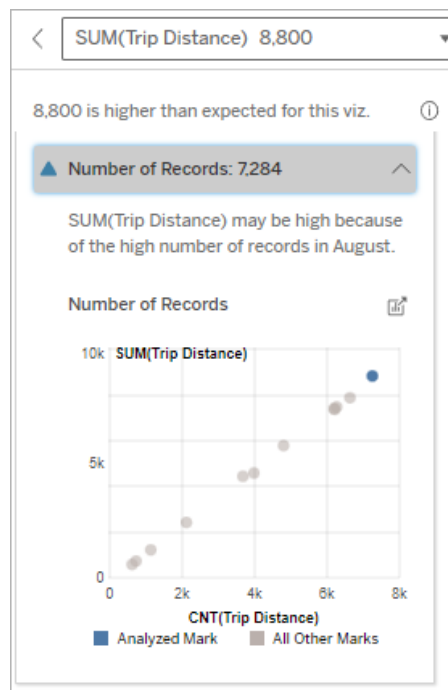 SUM(Trip Distance) 8,800
8,800 is higher than expected for this viz.
Number of Records: 7,284
SUM(Trip Distance) may be high because
of the high number of records in August.
Number of Records
10k
SUM(Trip Distance)
5k
0
0 2k 4k 6k 8k
CNT(Trip Distance)
Analyzed Mark All Other Marks